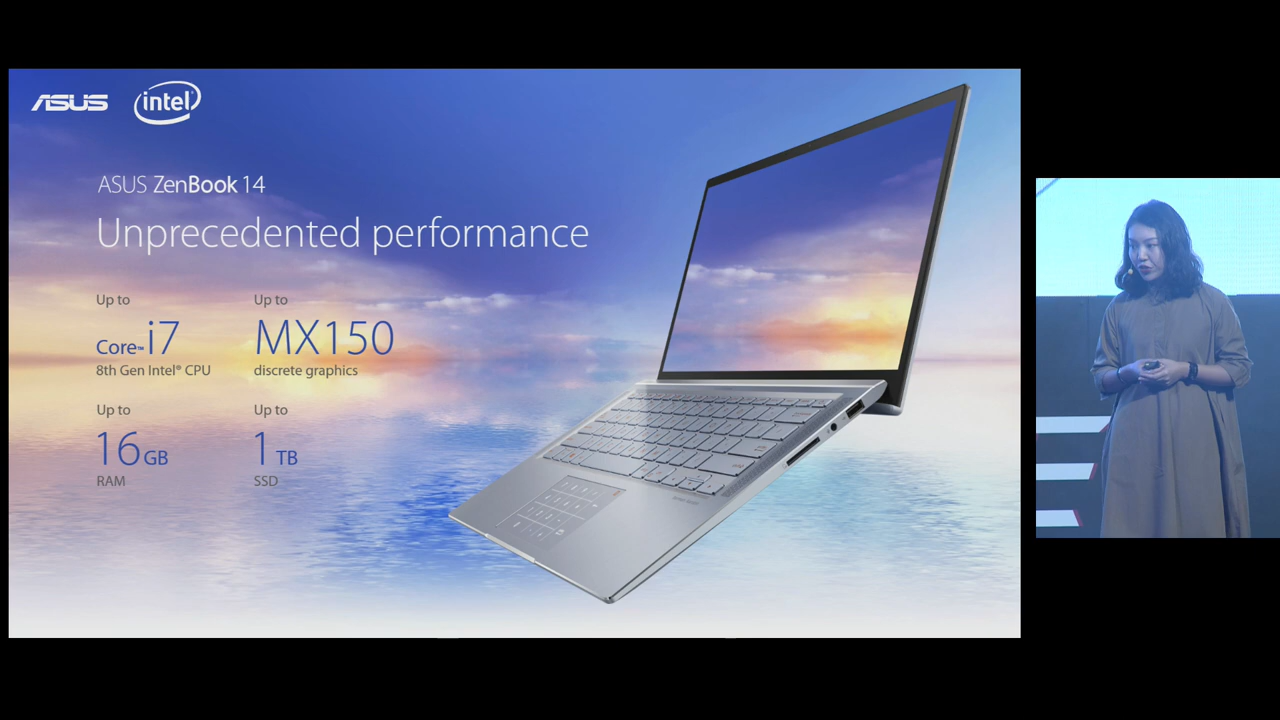 ASUS
intel
ASUS ZenBook 14
Unprecedented performance
Up to
Core™ i7
8th Gen Intel® CPU
Up to
MX150
discrete graphics
Up to
16 GB
RAM
Up to
1 TB
SSD